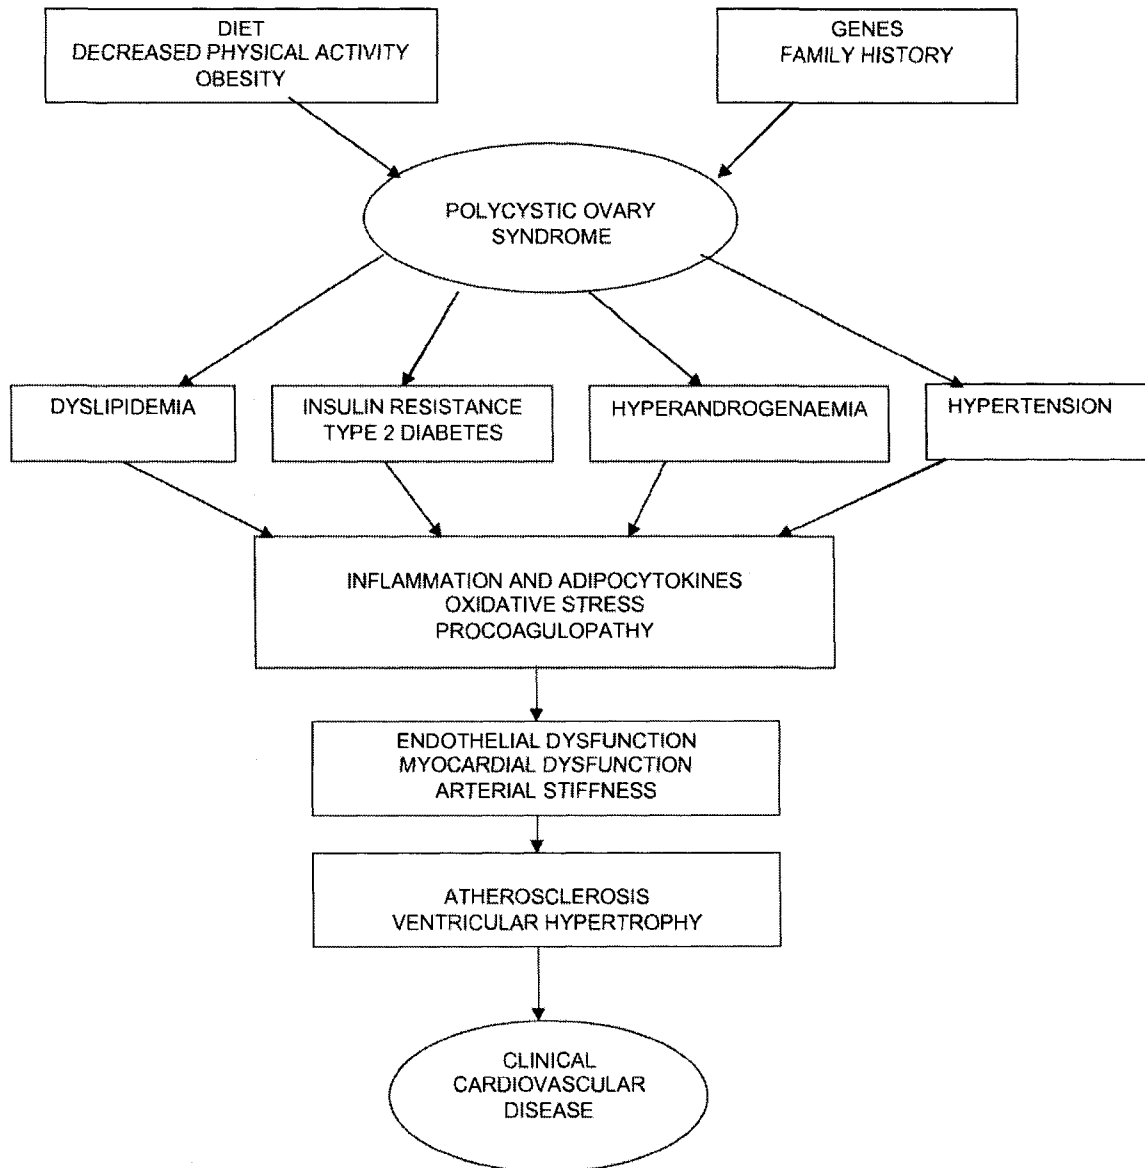 DIET
DECREASED PHYSICAL ACTIVITY
OBESITY
GENES
FAMILY HISTORY
POLYCYSTIC OVARY
SYNDROME
DYSLIPIDEMIA
INSULIN RESISTANCE
TYPE 2 DIABETES
HYPERANDROGENAEMIA
HYPERTENSION
INFLAMMATION AND ADIPOCYTOKINES
OXIDATIVE STRESS
PROCOAGULOPATHY
ENDOTHELIAL DYSFUNCTION
MYOCARDIAL DYSFUNCTION
ARTERIAL STIFFNESS
ATHEROSCLEROSIS
VENTRICULAR HYPERTROPHY
CLINICAL
CARDIOVASCULAR
DISEASE